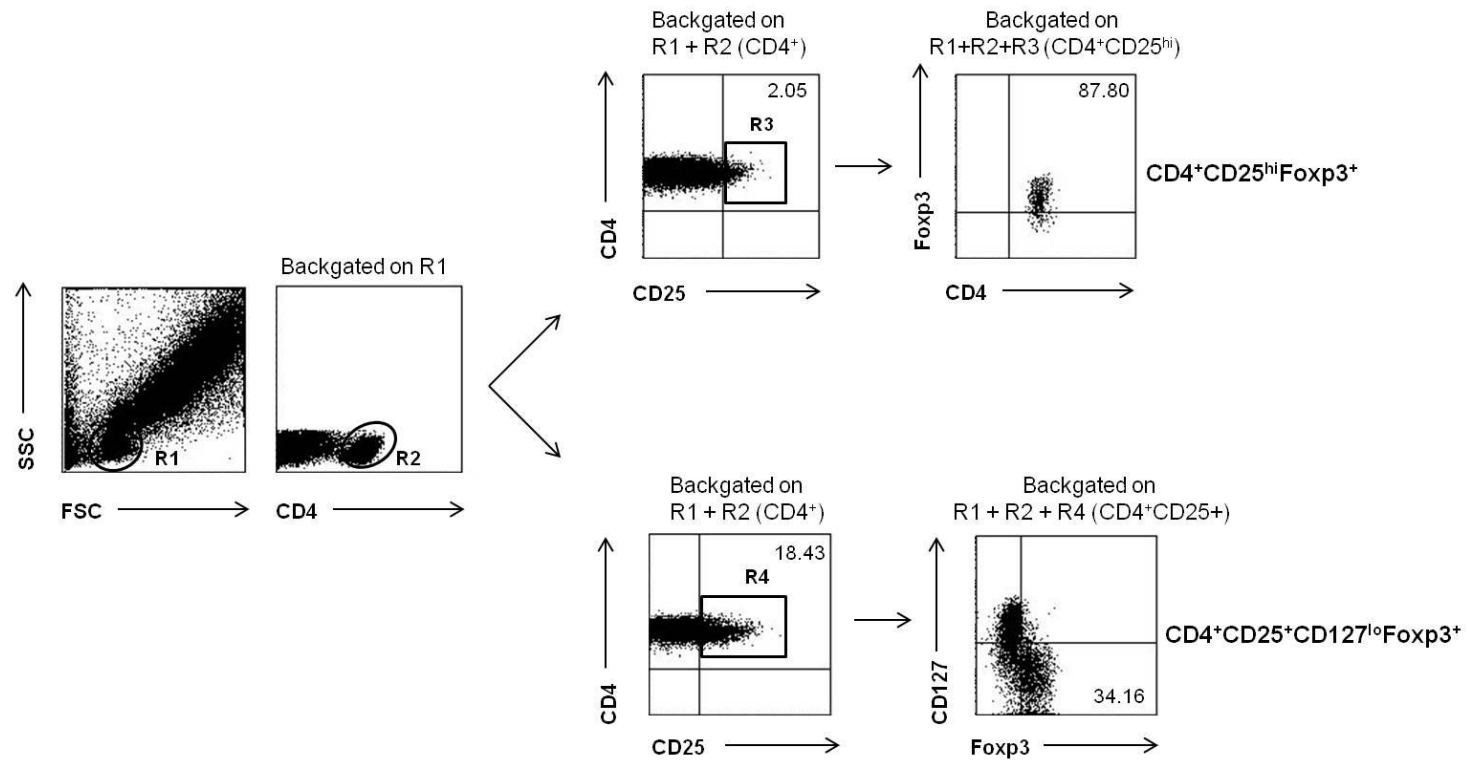 Backgated on
R1 + R2 (CD4⁺)
2.05
R3
CD4
CD25
Backgated on
R1+R2+R3 (CD4⁺CD25ʰⁱ)
87.80
Foxp3
CD4
CD4⁺CD25ʰⁱFoxp3⁺
SSC
R1
FSC
Backgated on R1
R2
CD4
Backgated on
R1 + R2 (CD4⁺)
18.43
R4
CD4
CD25
Backgated on
R1 + R2 + R4 (CD4⁺CD25+)
34.16
CD127
Foxp3
CD4⁺CD25⁺CD127ˡᵒFoxp3⁺